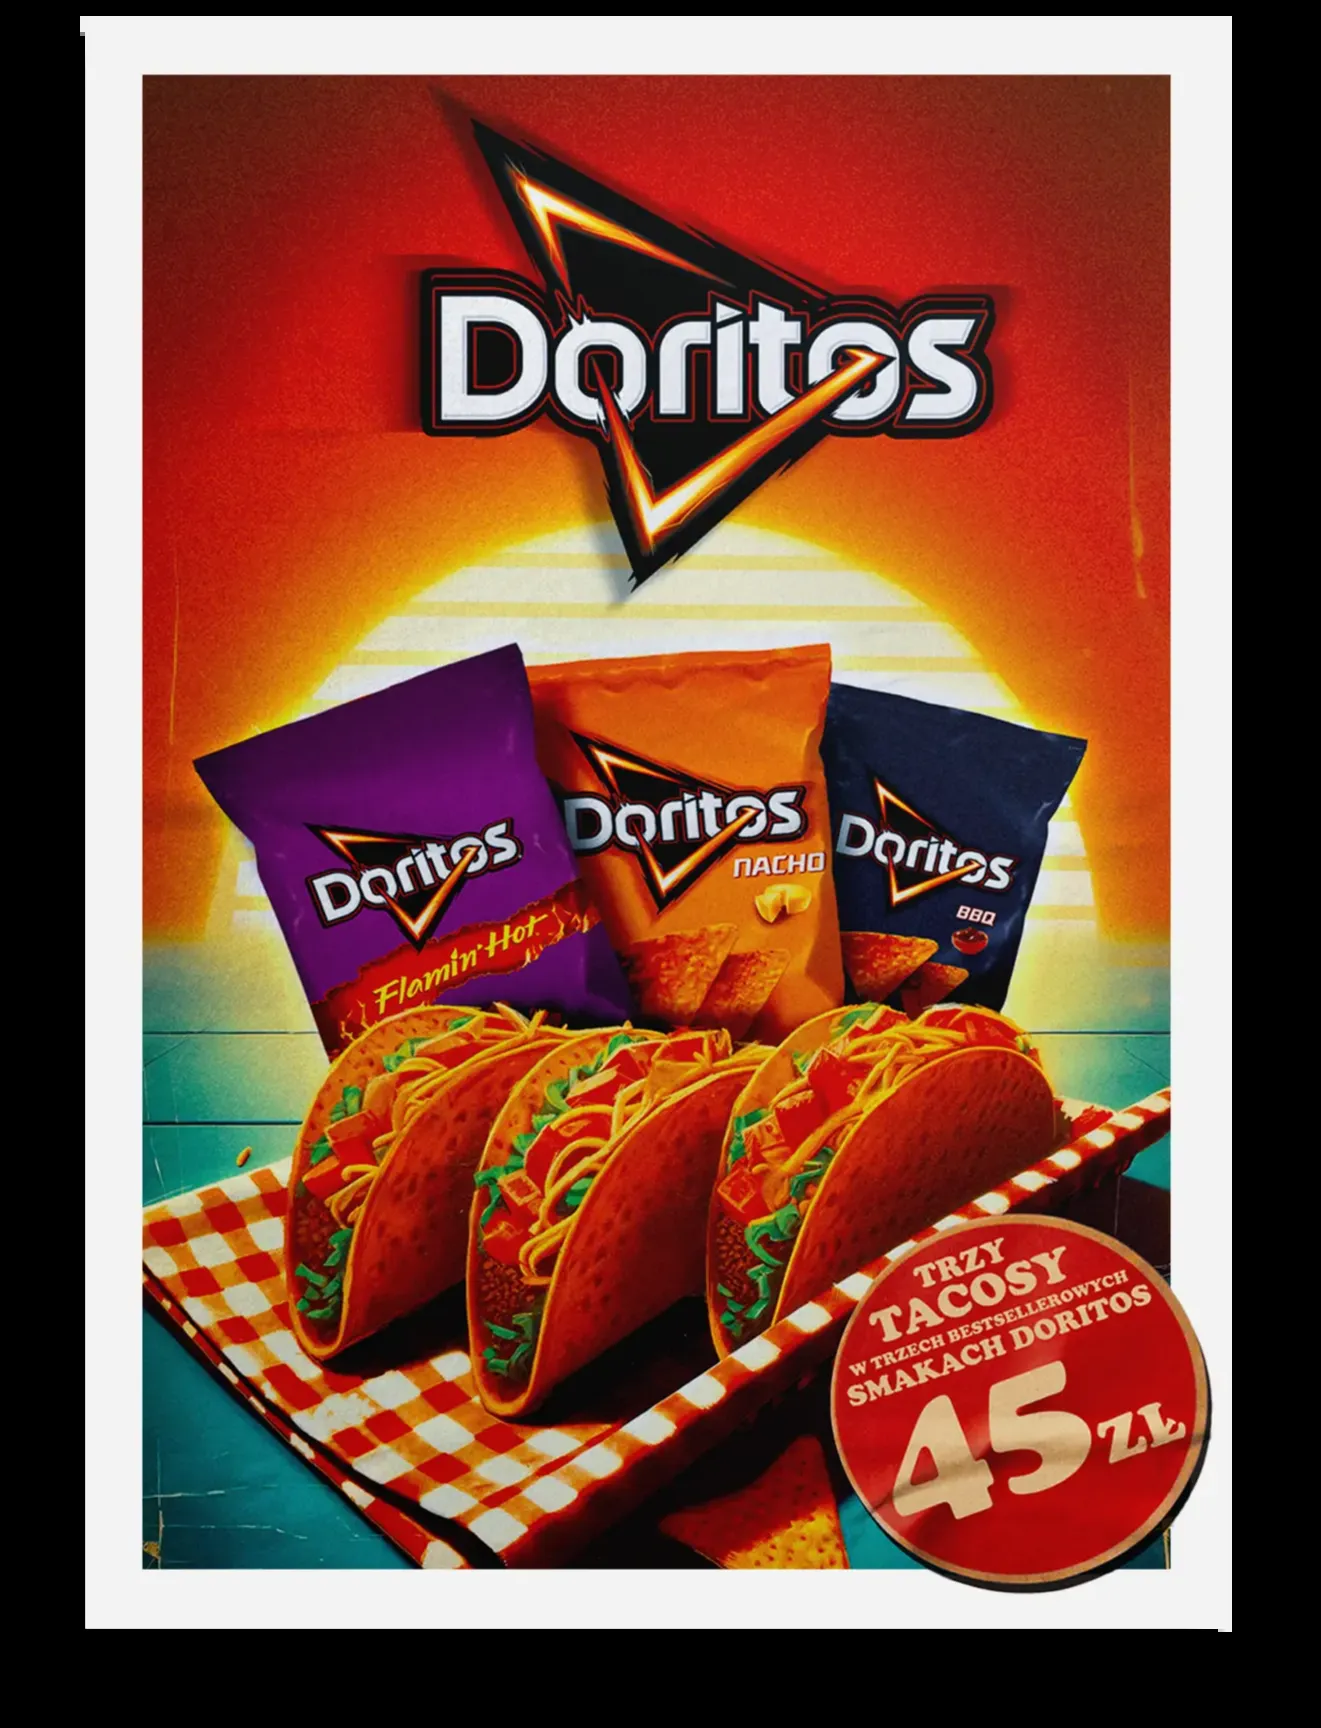 Doritos
Doritos
Flamin' Hot
Doritos
NACHO
Doritos
BBQ
TRZY
TACOSY
W TRZECH BESTSELLEROWYCH
SMAKACH DORITOS
45 ZŁ